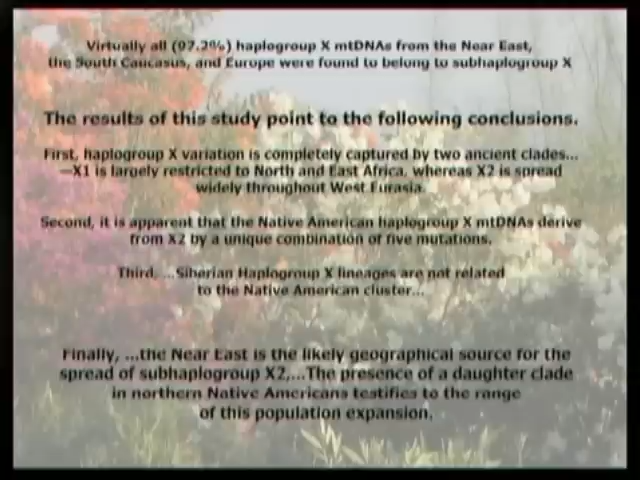 Virtually all (97.2%) haplogroup X mtDNAs from the Near East,
the South Caucasus, and Europe were found to belong to subhaplogroup X
The results of this study point to the following conclusions.
First, haplogroup X variation is completely captured by two ancient clades...
—X1 is largely restricted to North and East Africa, whereas X2 is spread
widely throughout West Eurasia.
Second, it is apparent that the Native American haplogroup X mtDNAs derive
from X2 by a unique combination of five mutations.
Third, ...Siberian Haplogroup X lineages are not related
to the Native American cluster...
Finally, ...the Near East is the likely geographical source for the
spread of subhaplogroup X2,...The presence of a daughter clade
in northern Native Americans testifies to the range
of this population expansion.